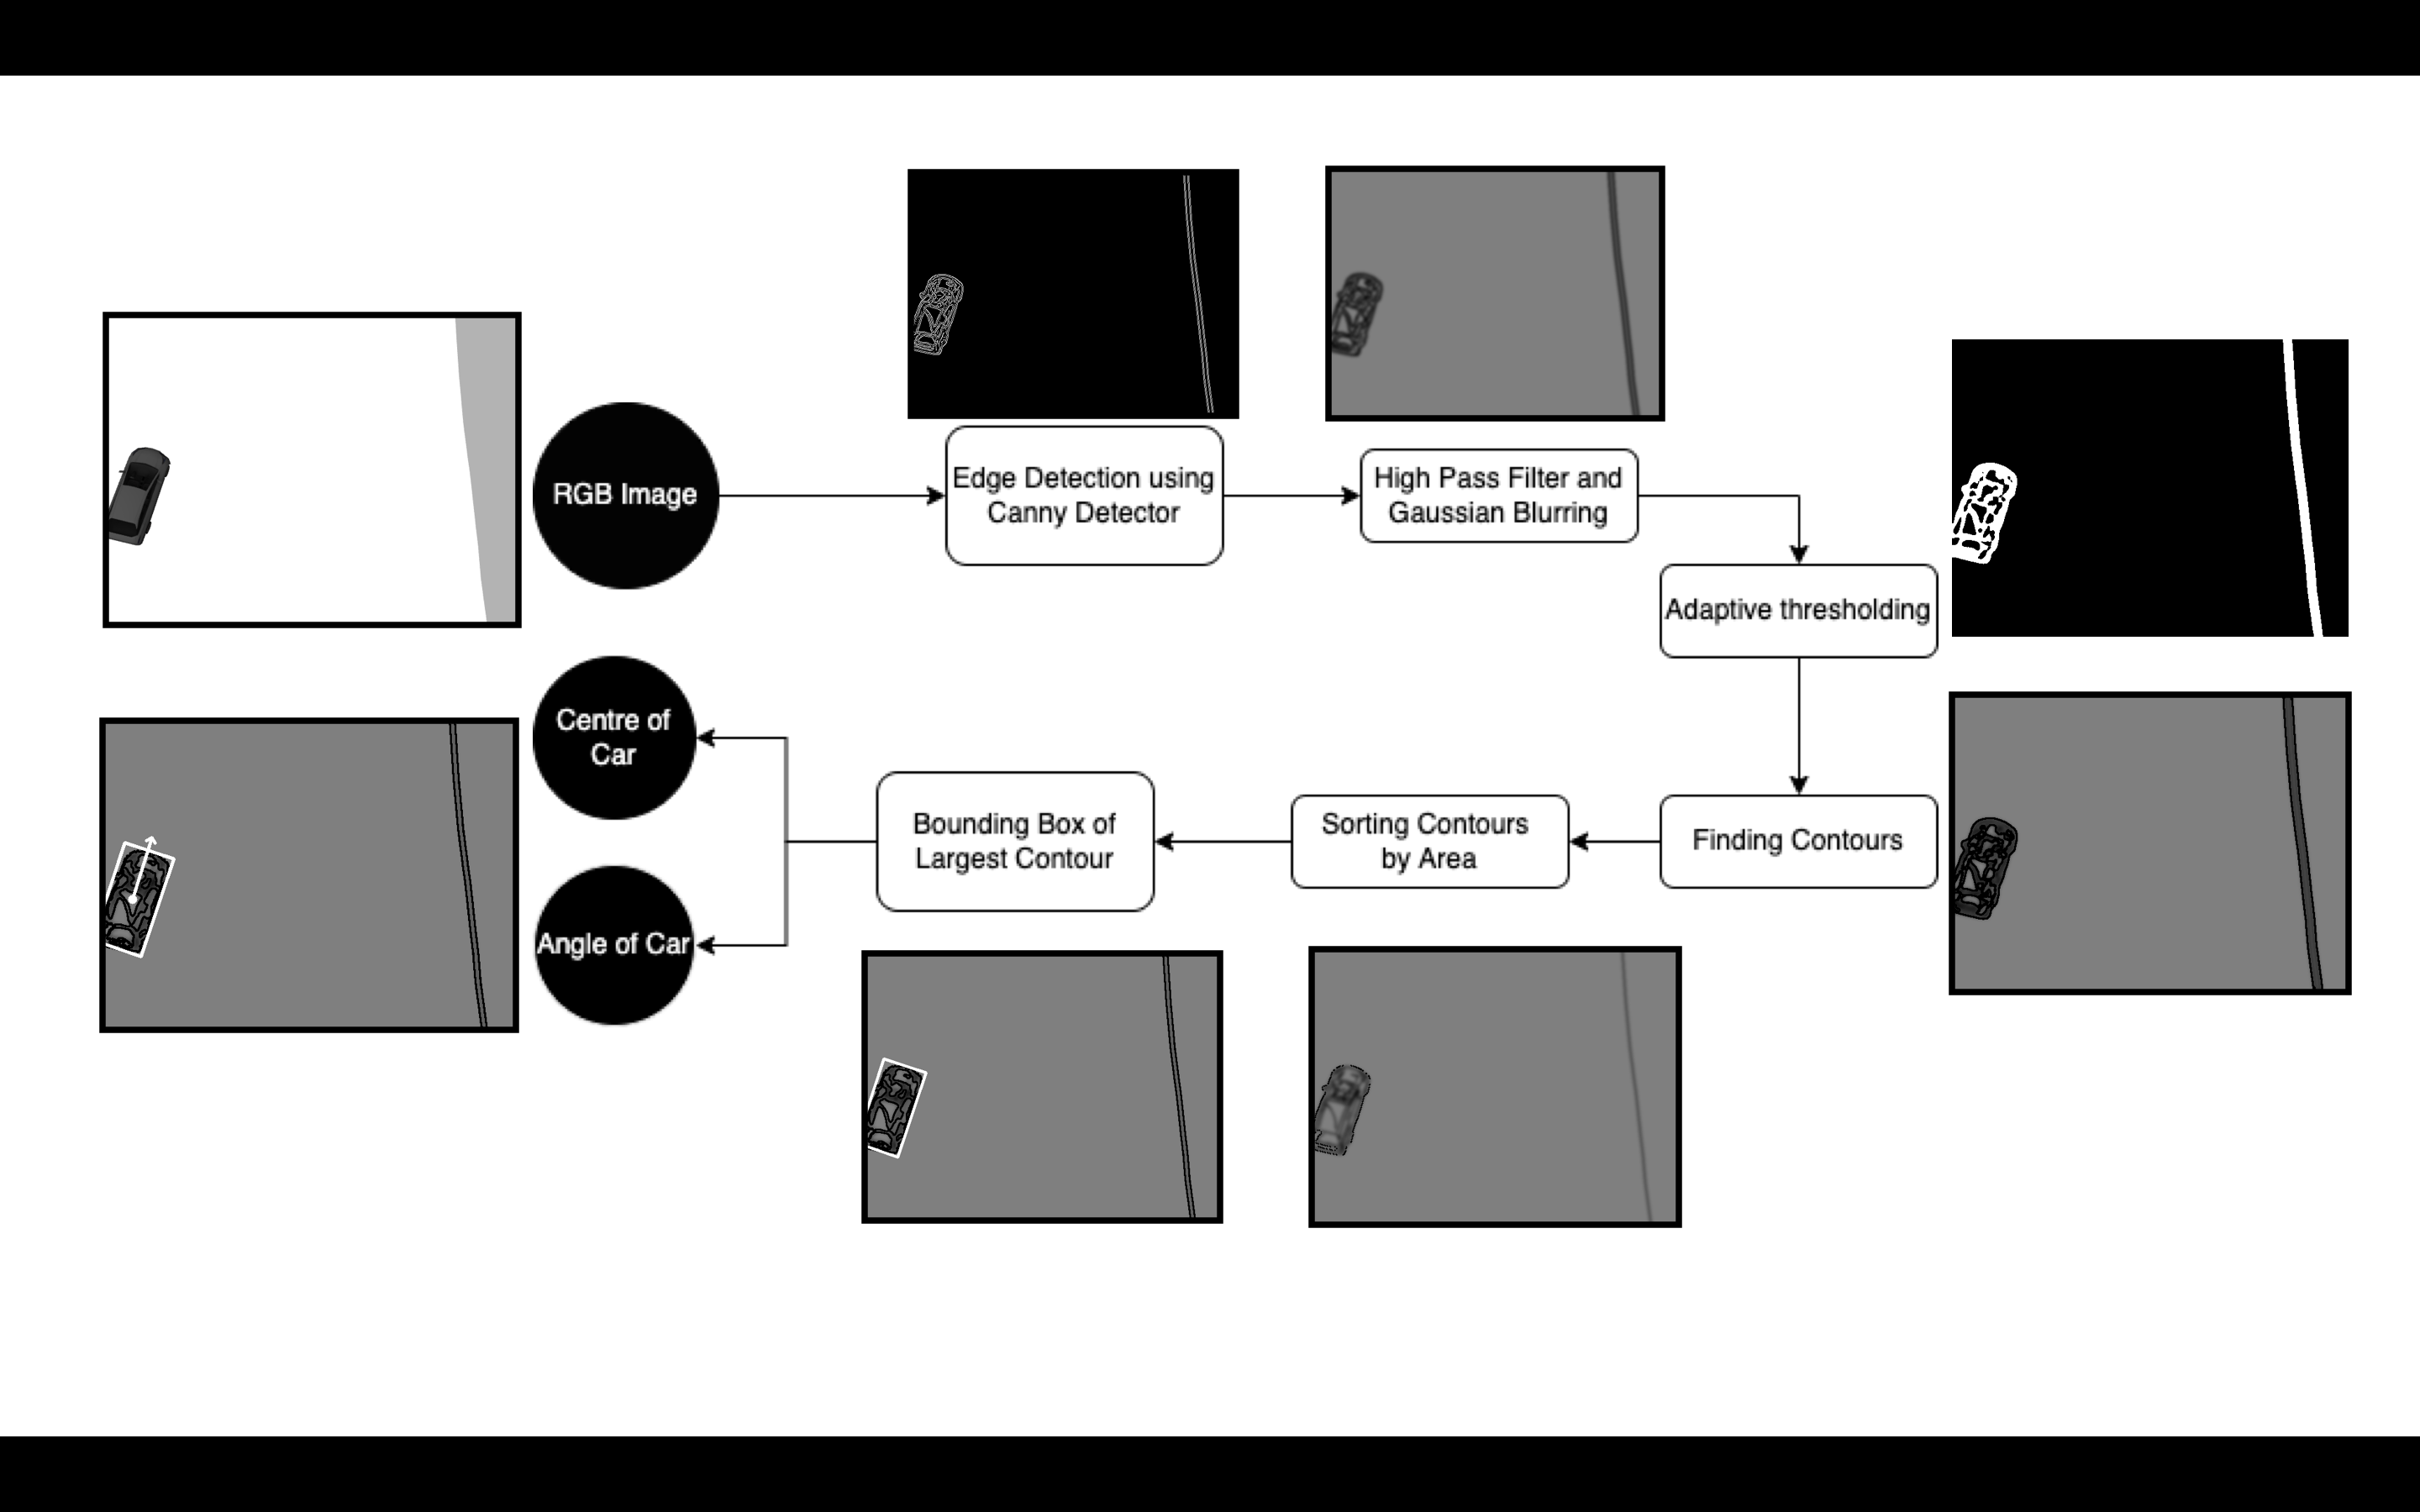 RGB Image
Edge Detection using
Canny Detector
High Pass Filter and
Gaussian Blurring
Adaptive thresholding
Finding Contours
Sorting Contours
by Area
Bounding Box of
Largest Contour
Centre of
Car
Angle of Car